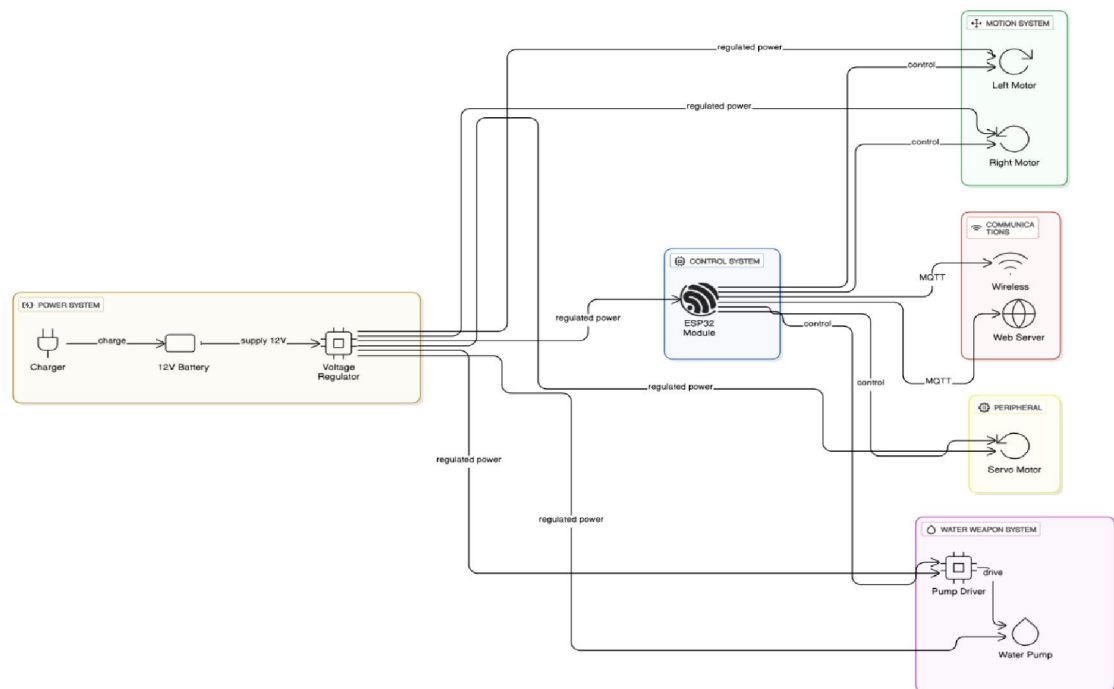 MOTION SYSTEM
regulated power
control
Left Motor
regulated power
control
Right Motor
COMMUNICA
TIONS
MQTT
Wireless
Web Server
MQTT
CONTROL SYSTEM
ESP32
Module
regulated power
control
control
POWER SYSTEM
charge
supply 12V
Charger
12V Battery
Voltage
Regulator
regulated power
PERIPHERAL
Servo Motor
regulated power
regulated power
WATER WEAPON SYSTEM
drive
Pump Driver
Water Pump